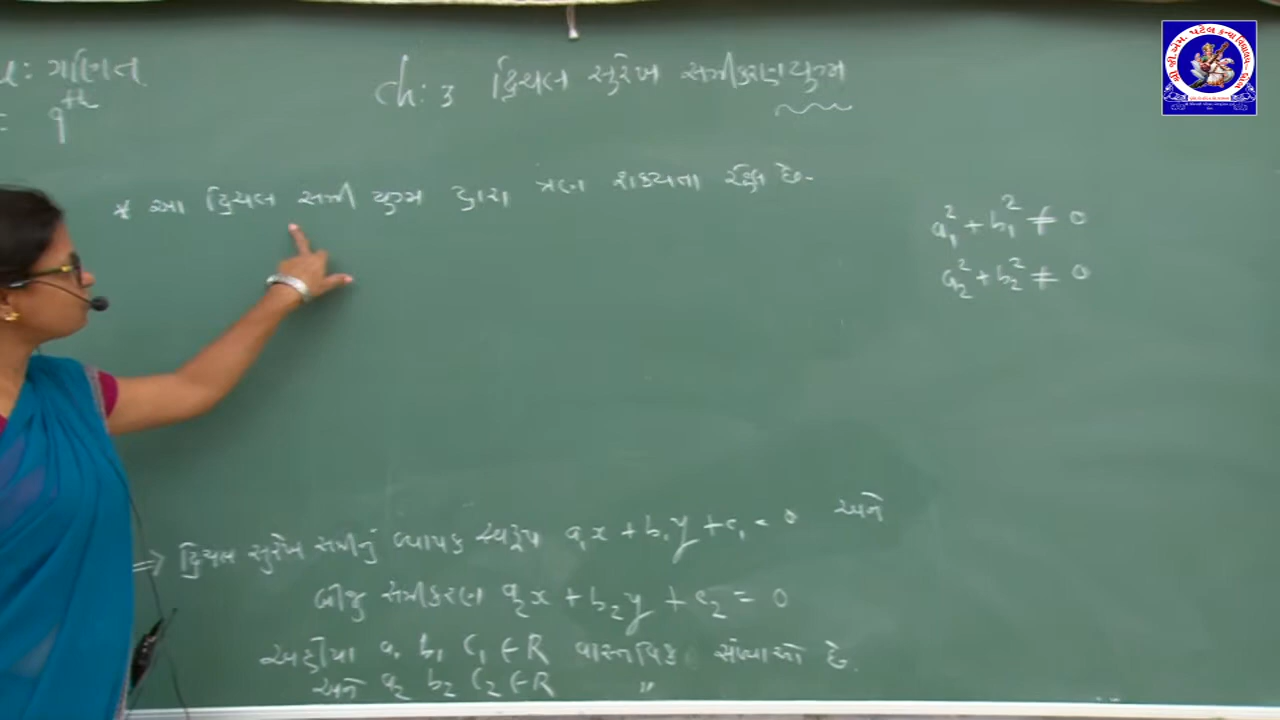 : ગણિત
= 9th
ch: 3 દ્વિચલ સુરેખ સમીકરણયુગ્મ
* આ દ્વિચલ સમી યુગ્મ દ્વારા ત્રણ શક્યતા રહે છે.
a₁² + b₁² ≠ 0
a₂² + b₂² ≠ 0
⇒ દ્વિચલ સુરેખ સમીનું વ્યાપક સ્વરૂપ a₁x + b₁y + c₁ = 0 અને
બીજુ સમીકરણ a₂x + b₂y + c₂ = 0
અહીંયા a₁ b₁ c₁ ∈ R વાસ્તવિક સંખ્યાઓ છે.
અને a₂ b₂ c₂ ∈ R "